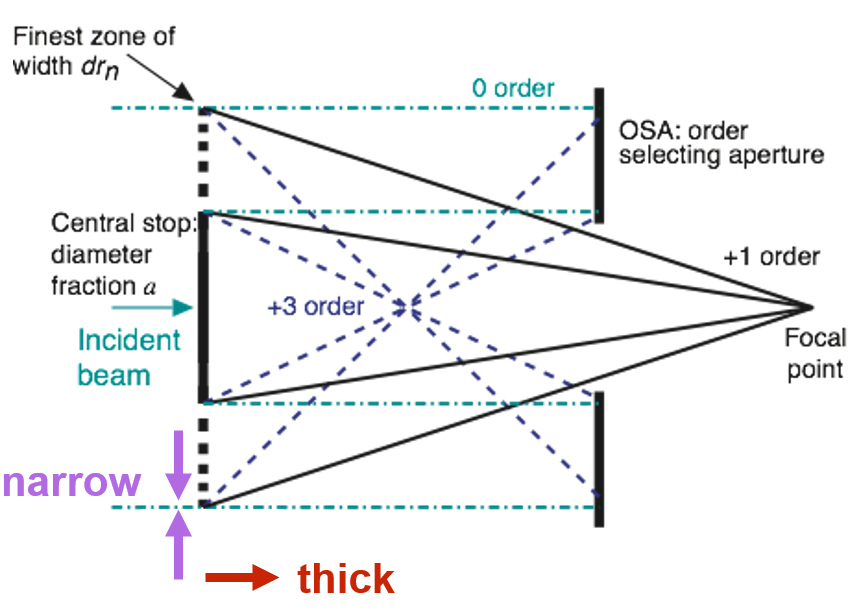 Finest zone of
width drn
0 order
OSA: order
selecting aperture
Central stop:
diameter
fraction a
+1 order
+3 order
Incident
beam
Focal
point
narrow
thick